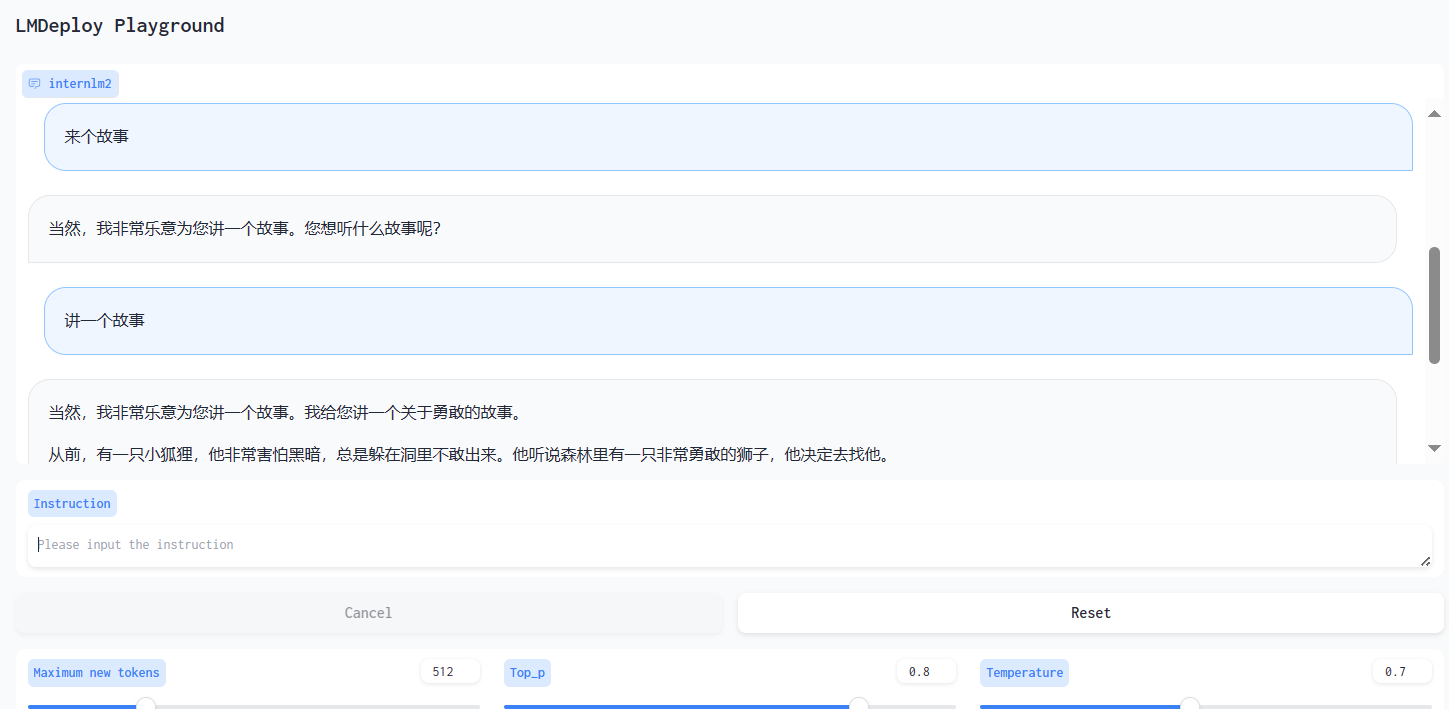 LMDeploy Playground
internlm2
来个故事
当然，我非常乐意为您讲一个故事。您想听什么故事呢？
讲一个故事
当然，我非常乐意为您讲一个故事。我给您讲一个关于勇敢的故事。
从前，有一只小狐狸，他非常害怕黑暗，总是躲在洞里不敢出来。他听说森林里有一只非常勇敢的狮子，他决定去找他。
Instruction
Please input the instruction
Cancel Reset
Maximum new tokens 512 Top_p 0.8 Temperature 0.7